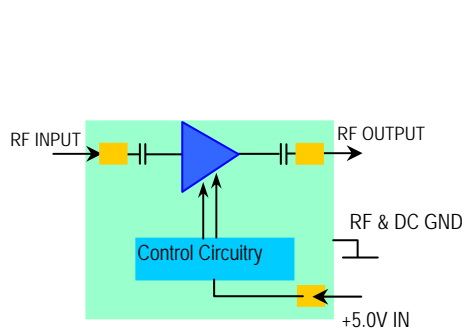 RF INPUT
RF OUTPUT
RF & DC GND
Control Circuitry
+5.0V IN